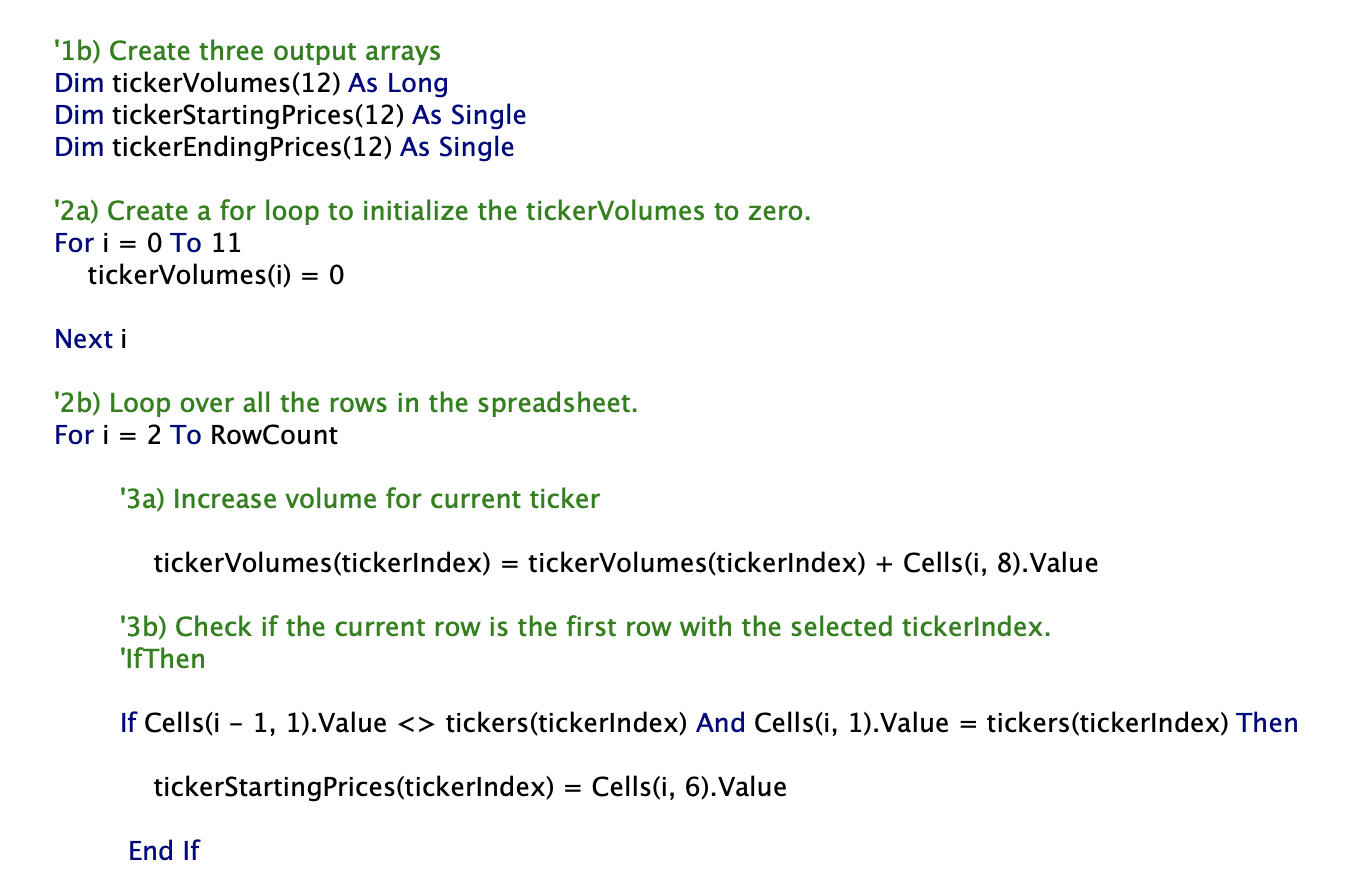 '1b) Create three output arrays
Dim tickerVolumes(12) As Long
Dim tickerStartingPrices(12) As Single
Dim tickerEndingPrices(12) As Single
'2a) Create a for loop to initialize the tickerVolumes to zero.
For i = 0 To 11
tickerVolumes(i) = 0
Next i
'2b) Loop over all the rows in the spreadsheet.
For i = 2 To RowCount
'3a) Increase volume for current ticker
tickerVolumes(tickerIndex) = tickerVolumes(tickerIndex) + Cells(i, 8).Value
'3b) Check if the current row is the first row with the selected tickerIndex.
'IfThen
If Cells(i - 1, 1).Value <> tickers(tickerIndex) And Cells(i, 1).Value = tickers(tickerIndex) Then
tickerStartingPrices(tickerIndex) = Cells(i, 6).Value
End If